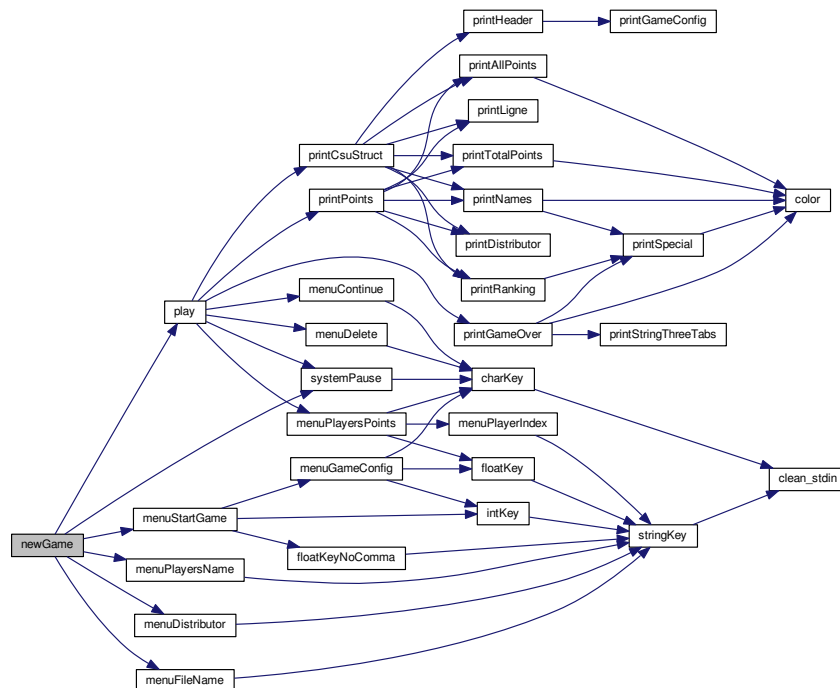 printHeader
printGameConfig
printAllPoints
printLigne
printCsuStruct
printTotalPoints
printPoints
printNames
color
printDistributor
printSpecial
printRanking
menuContinue
play
printGameOver
printStringThreeTabs
menuDelete
systemPause
charKey
menuPlayersPoints
menuPlayerIndex
menuGameConfig
floatKey
clean_stdin
menuStartGame
intKey
newGame
stringKey
floatKeyNoComma
menuPlayersName
menuDistributor
menuFileName